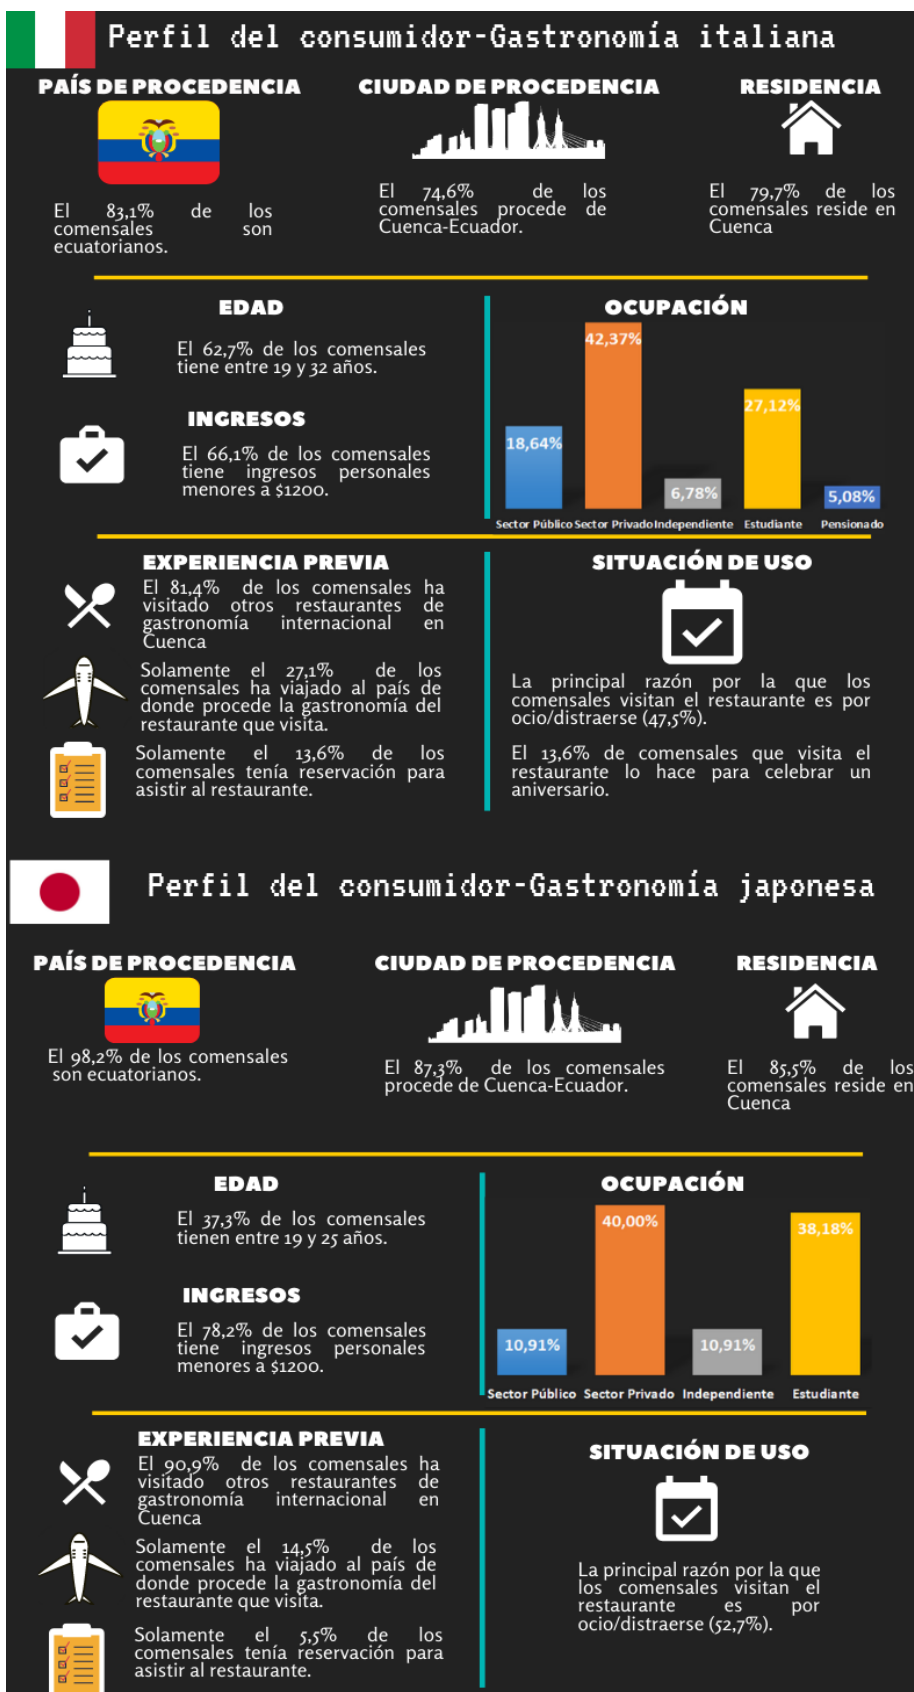 Perfil del consumidor-Gastronomía italiana
PAÍS DE PROCEDENCIA
El 83,1% de los
comensales son
ecuatorianos.
CIUDAD DE PROCEDENCIA
El 74,6% de los
comensales procede de
Cuenca-Ecuador.
RESIDENCIA
El 79,7% de los
comensales reside en
Cuenca
EDAD
El 62,7% de los comensales
tiene entre 19 y 32 años.
INGRESOS
El 66,1% de los comensales
tiene ingresos personales
menores a $1200.
OCUPACIÓN
18,64%
42,37%
6,78%
27,12%
5,08%
Sector Público Sector Privado Independiente Estudiante Pensionado
EXPERIENCIA PREVIA
El 81,4% de los comensales ha
visitado otros restaurantes de
gastronomía internacional en
Cuenca
Solamente el 27,1% de los
comensales ha viajado al país de
donde procede la gastronomía del
restaurante que visita.
Solamente el 13,6% de los
comensales tenía reservación para
asistir al restaurante.
SITUACIÓN DE USO
La principal razón por la que los
comensales visitan el restaurante es por
ocio/distraerse (47,5%).
El 13,6% de comensales que visita el
restaurante lo hace para celebrar un
aniversario.
Perfil del consumidor-Gastronomía japonesa
PAÍS DE PROCEDENCIA
El 98,2% de los comensales
son ecuatorianos.
CIUDAD DE PROCEDENCIA
El 87,3% de los comensales
procede de Cuenca-Ecuador.
RESIDENCIA
El 85,5% de los
comensales reside en
Cuenca
EDAD
El 37,3% de los comensales
tienen entre 19 y 25 años.
INGRESOS
El 78,2% de los comensales
tiene ingresos personales
menores a $1200.
OCUPACIÓN
10,91%
40,00%
10,91%
38,18%
Sector Público Sector Privado Independiente Estudiante
EXPERIENCIA PREVIA
El 90,9% de los comensales ha
visitado otros restaurantes de
gastronomía internacional en
Cuenca
Solamente el 14,5% de los
comensales ha viajado al país de
donde procede la gastronomía del
restaurante que visita.
Solamente el 5,5% de los
comensales tenía reservación para
asistir al restaurante.
SITUACIÓN DE USO
La principal razón por la que
los comensales visitan el
restaurante es por
ocio/distraerse (52,7%).